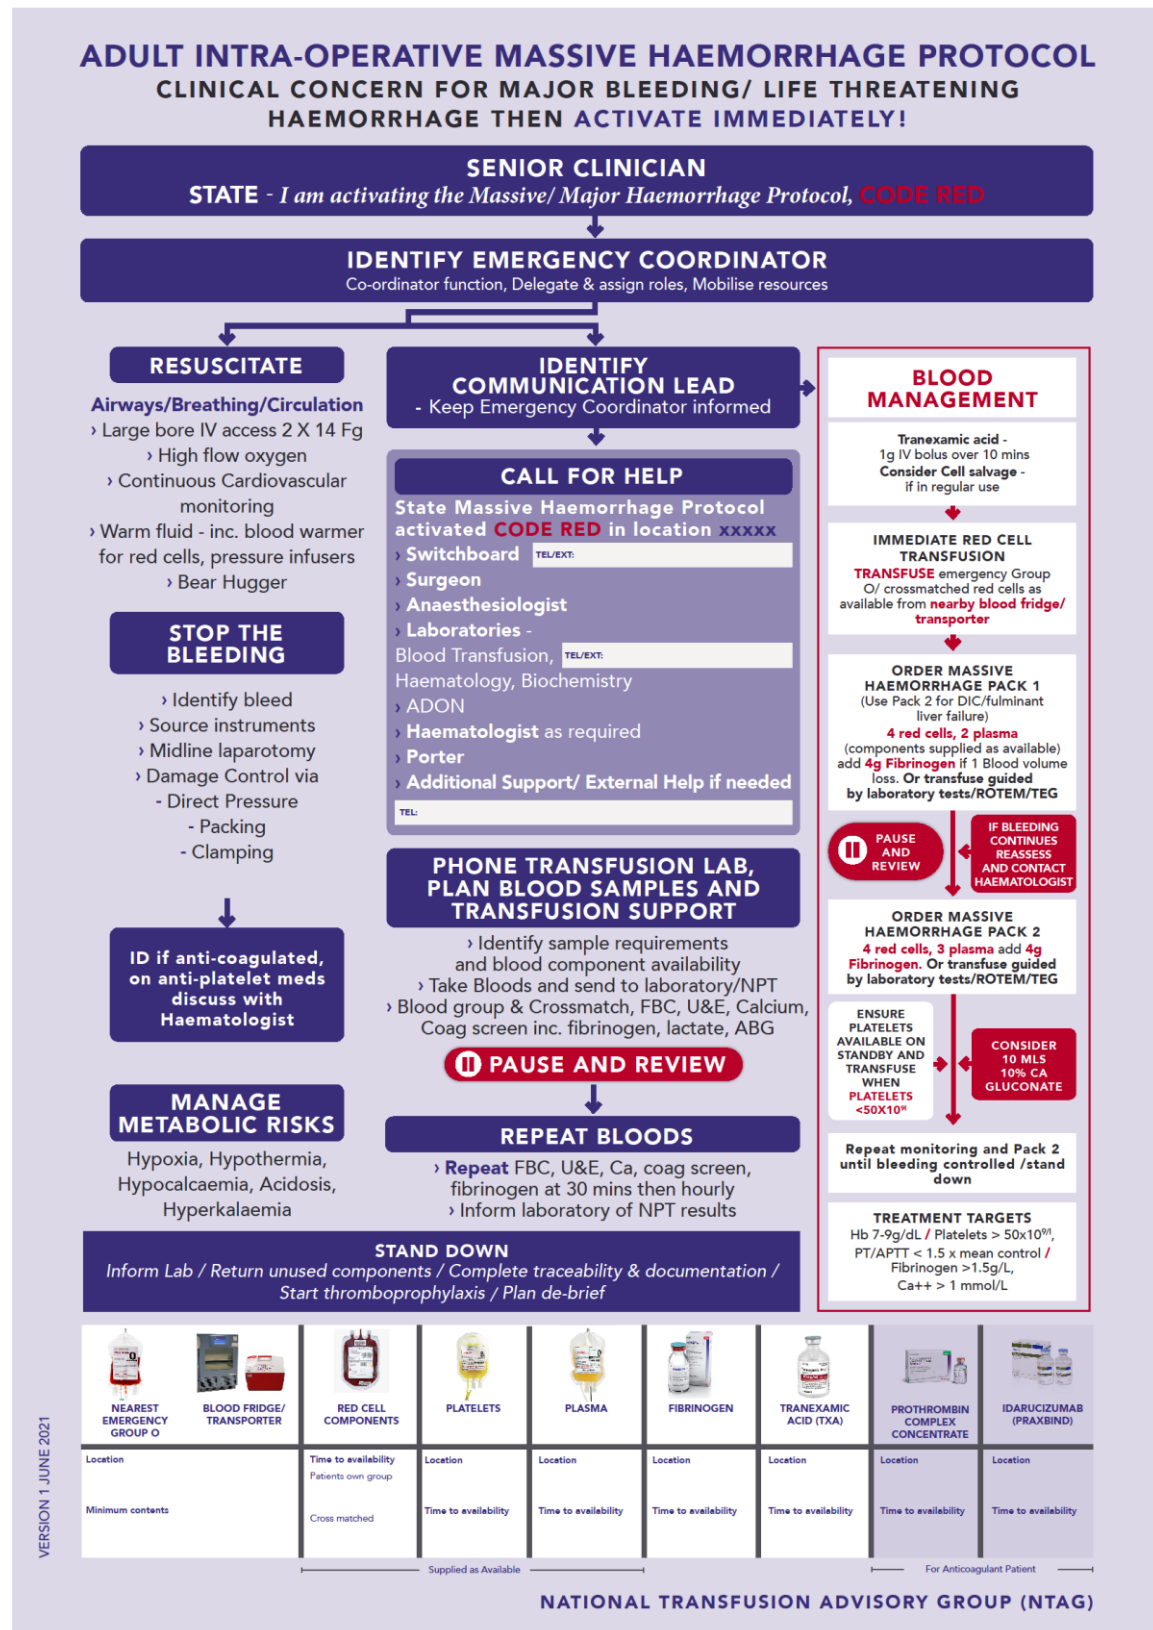 ADULT INTRA-OPERATIVE MASSIVE HAEMORRHAGE PROTOCOL
CLINICAL CONCERN FOR MAJOR BLEEDING/ LIFE THREATENING
HAEMORRHAGE THEN ACTIVATE IMMEDIATELY!
SENIOR CLINICIAN
STATE - I am activating the Massive/ Major Haemorrhage Protocol, CODE RED
IDENTIFY EMERGENCY COORDINATOR
Co-ordinator function, Delegate & assign roles, Mobilise resources
RESUSCITATE
Airways/Breathing/Circulation
› Large bore IV access 2 X 14 Fg
› High flow oxygen
› Continuous Cardiovascular
monitoring
› Warm fluid - inc. blood warmer
for red cells, pressure infusers
› Bear Hugger
STOP THE
BLEEDING
› Identify bleed
› Source instruments
› Midline laparotomy
› Damage Control via
- Direct Pressure
- Packing
- Clamping
ID if anti-coagulated,
on anti-platelet meds
discuss with
Haematologist
MANAGE
METABOLIC RISKS
Hypoxia, Hypothermia,
Hypocalcaemia, Acidosis,
Hyperkalaemia
IDENTIFY
COMMUNICATION LEAD
- Keep Emergency Coordinator informed
CALL FOR HELP
State Massive Haemorrhage Protocol
activated CODE RED in location xxxxx
› Switchboard TEL/EXT:
› Surgeon
› Anaesthesiologist
› Laboratories -
Blood Transfusion, TEL/EXT:
Haematology, Biochemistry
› ADON
› Haematologist as required
› Porter
› Additional Support/ External Help if needed
TEL:
PHONE TRANSFUSION LAB,
PLAN BLOOD SAMPLES AND
TRANSFUSION SUPPORT
› Identify sample requirements
and blood component availability
› Take Bloods and send to laboratory/NPT
› Blood group & Crossmatch, FBC, U&E, Calcium,
Coag screen inc. fibrinogen, lactate, ABG
PAUSE AND REVIEW
REPEAT BLOODS
› Repeat FBC, U&E, Ca, coag screen,
fibrinogen at 30 mins then hourly
› Inform laboratory of NPT results
BLOOD
MANAGEMENT
Tranexamic acid -
1g IV bolus over 10 mins
Consider Cell salvage -
if in regular use
IMMEDIATE RED CELL
TRANSFUSION
TRANSFUSE emergency Group
O/ crossmatched red cells as
available from nearby blood fridge/
transporter
ORDER MASSIVE
HAEMORRHAGE PACK 1
(Use Pack 2 for DIC/fulminant
liver failure)
4 red cells, 2 plasma
(components supplied as available)
add 4g Fibrinogen if 1 Blood volume
loss. Or transfuse guided
by laboratory tests/ROTEM/TEG
PAUSE
AND
REVIEW
IF BLEEDING
CONTINUES
REASSESS
AND CONTACT
HAEMATOLOGIST
ORDER MASSIVE
HAEMORRHAGE PACK 2
4 red cells, 3 plasma add 4g
Fibrinogen. Or transfuse guided
by laboratory tests/ROTEM/TEG
ENSURE
PLATELETS
AVAILABLE ON
STANDBY AND
TRANSFUSE
WHEN
PLATELETS
<50X10⁹/
CONSIDER
10 MLS
10% CA
GLUCONATE
Repeat monitoring and Pack 2
until bleeding controlled /stand
down
TREATMENT TARGETS
Hb 7-9g/dL / Platelets > 50x10⁹/ˡ,
PT/APTT < 1.5 x mean control /
Fibrinogen >1.5g/L,
Ca++ > 1 mmol/L
STAND DOWN
Inform Lab / Return unused components / Complete traceability & documentation /
Start thromboprophylaxis / Plan de-brief
NEAREST
EMERGENCY
GROUP O
BLOOD FRIDGE/
TRANSPORTER
RED CELL
COMPONENTS
PLATELETS
PLASMA
FIBRINOGEN
TRANEXAMIC
ACID (TXA)
PROTHROMBIN
COMPLEX
CONCENTRATE
IDARUCIZUMAB
(PRAXBIND)
Location
Minimum contents
Time to availability
Patients own group
Cross matched
Location
Time to availability
Location
Time to availability
Location
Time to availability
Location
Time to availability
Location
Time to availability
Location
Time to availability
Supplied as Available
For Anticoagulant Patient
VERSION 1 JUNE 2021
NATIONAL TRANSFUSION ADVISORY GROUP (NTAG)